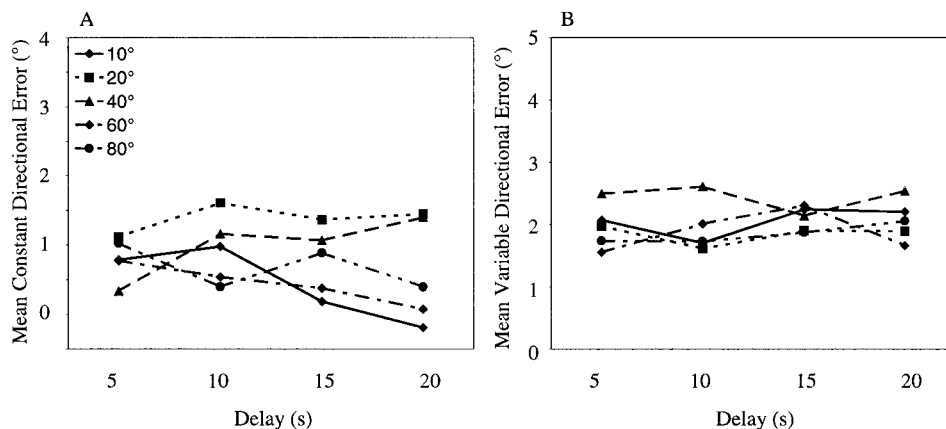 A
Mean Constant Directional Error (°)
4
3
2
1
0
10°
20°
40°
60°
80°
5 10 15 20
Delay (s)
B
Mean Variable Directional Error (°)
5
4
3
2
1
0
5 10 15 20
Delay (s)